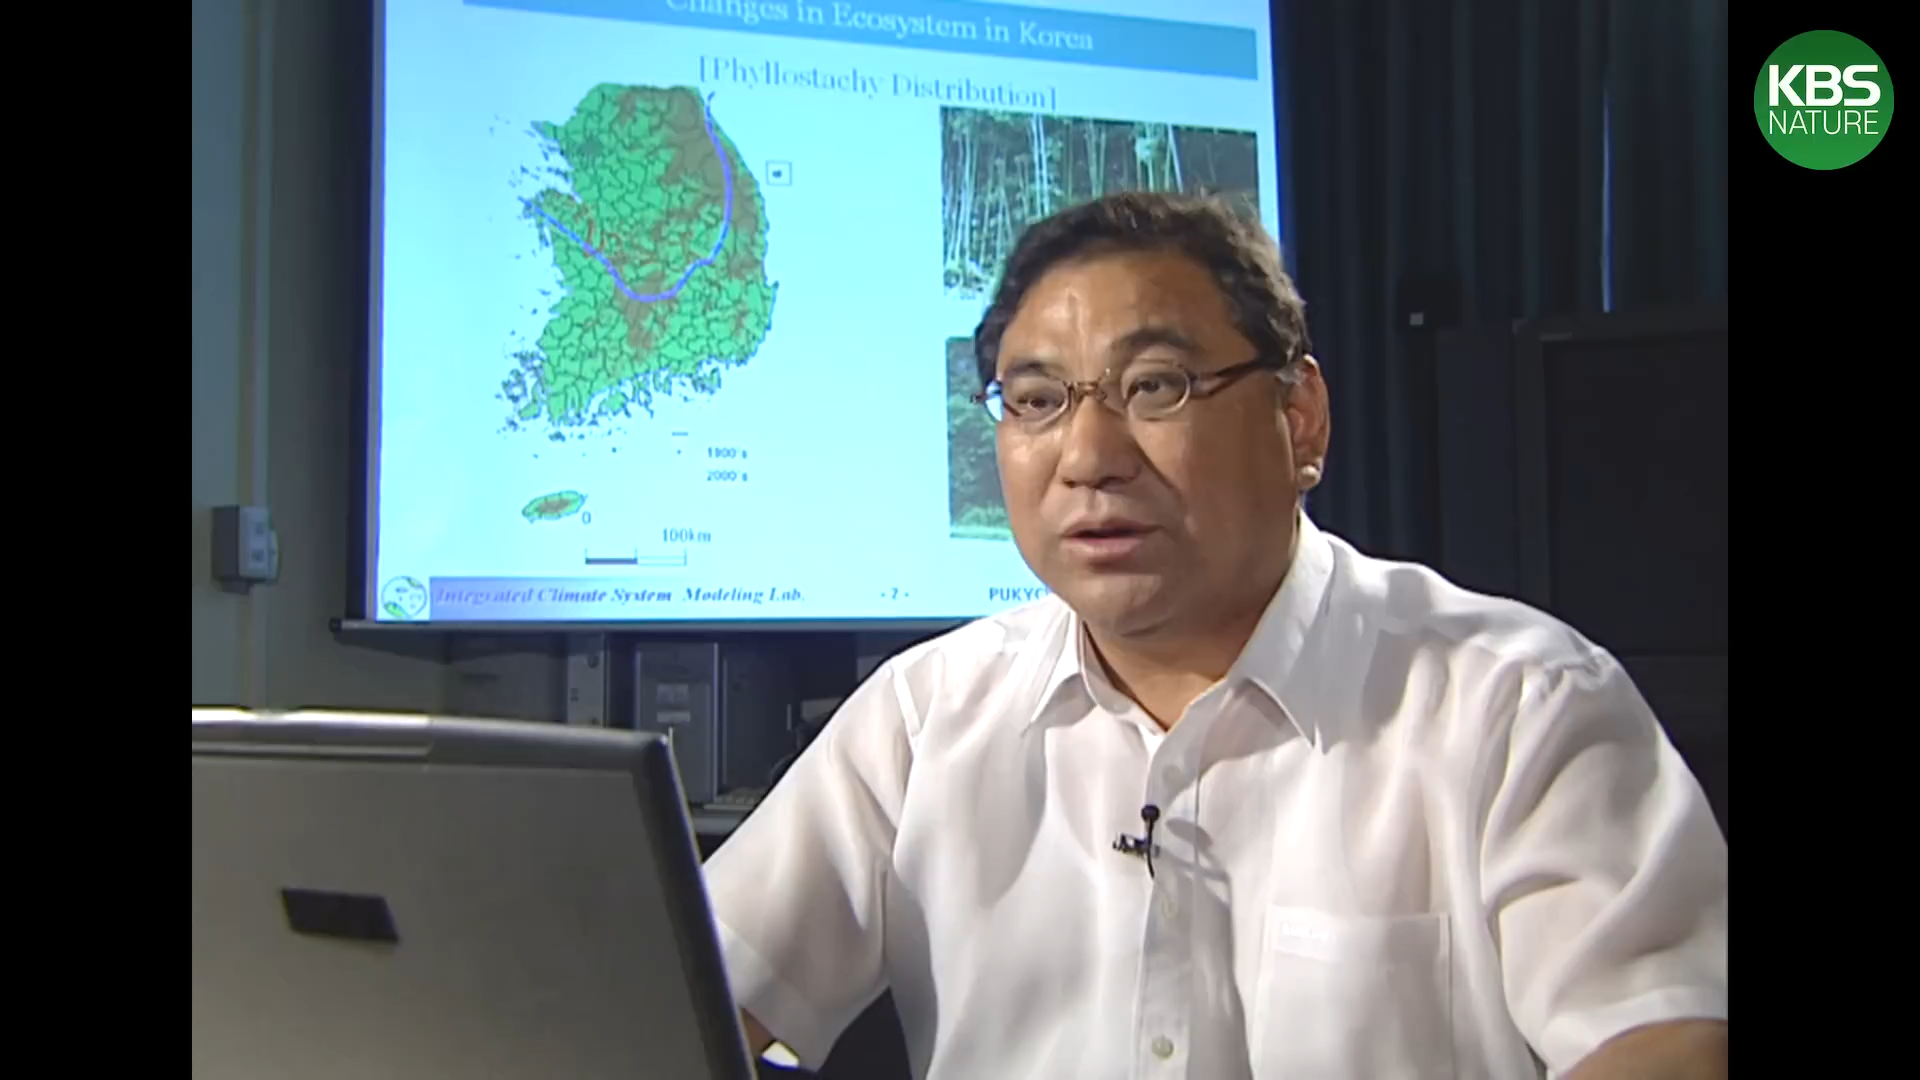 Changes in Ecosystem in Korea
[Phyllostachy Distribution]
1900's
2000's
0
100km
Integrated Climate System Modeling Lab.
- 2 -
KBS
NATURE